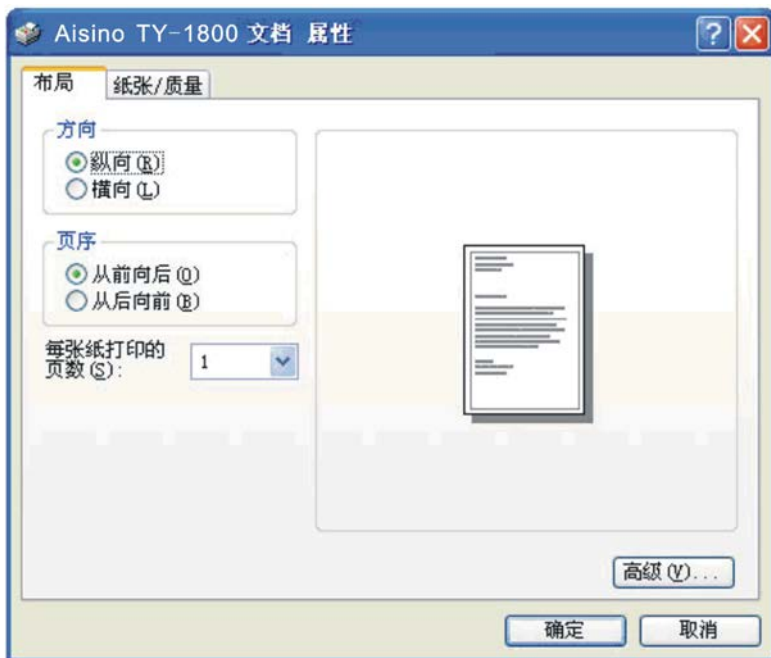 Aisino TY-1800 文档 属性
布局
纸张/质量
方向
纵向(R)
横向(L)
页序
从前向后(O)
从后向前(B)
每张纸打印的
页数(S):
1
高级(V)...
确定
取消